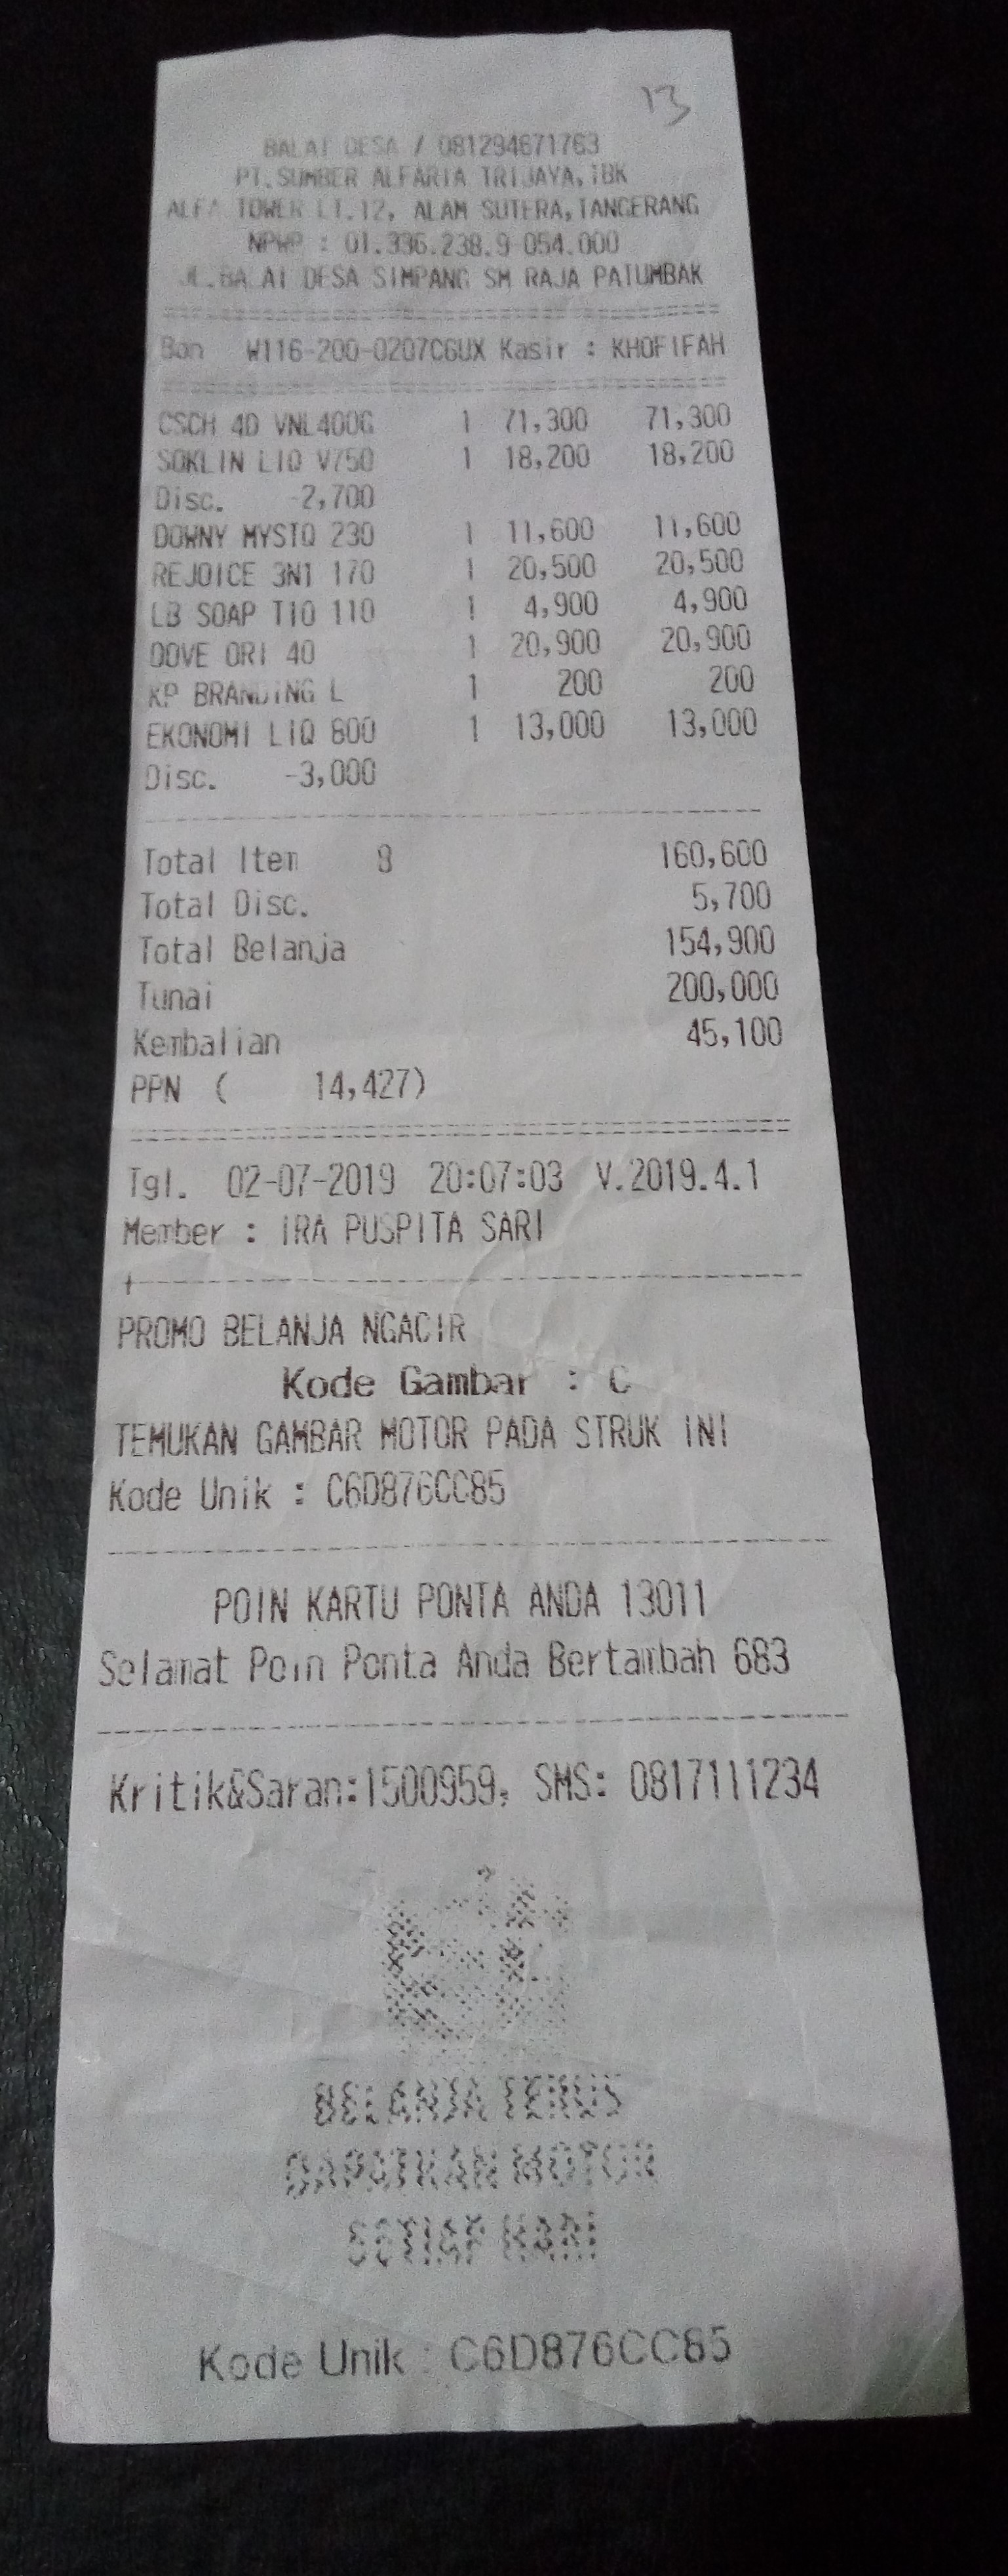 13
BALAI DESA / 081294671763
PT.SUMBER ALFARIA TRIJAYA,TBK
ALFA TOWER LT.12, ALAM SUTERA,TANGERANG
NPWP : 01.336.238.9-054.000
JL.BALAI DESA SIMPANG SM RAJA PATUMBAK
Bon W116-200-0207C6UX Kasir : KHOFIFAH
CSCH 4D VNL400G 1 71,300 71,300
SOKLIN LIQ V750 1 18,200 18,200
Disc. -2,700
DOWNY MYSTQ 230 1 11,600 11,600
REJOICE 3N1 170 1 20,500 20,500
LB SOAP TIO 110 1 4,900 4,900
DOVE ORI 40 1 20,900 20,900
KP BRANDING L 1 200 200
EKONOMI LIQ 800 1 13,000 13,000
Disc. -3,000
Total Item 8 160,600
Total Disc. 5,700
Total Belanja 154,900
Tunai 200,000
Kembalian 45,100
PPN ( 14,427)
Tgl. 02-07-2019 20:07:03 V.2019.4.1
Member : IRA PUSPITA SARI
PROMO BELANJA NGACIR
Kode Gambar : C
TEMUKAN GAMBAR MOTOR PADA STRUK INI
Kode Unik : C6D876CC85
POIN KARTU PONTA ANDA 13011
Selamat Poin Ponta Anda Bertambah 683
Kritik&Saran:1500959, SMS: 0817111234
BELANJA TERUS
DAPATKAN MOTOR
SETIAP HARI
Kode Unik : C6D876CC85